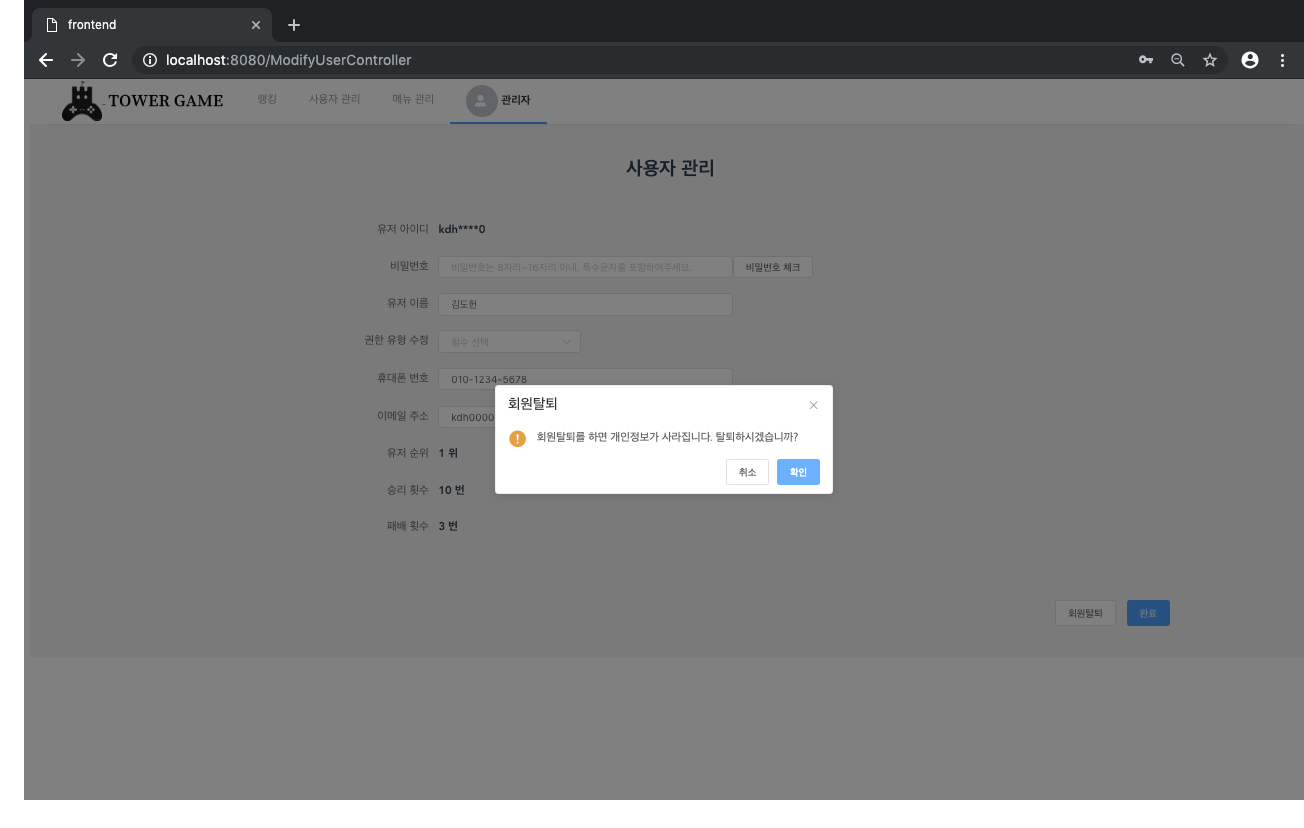 frontend
localhost:8080/ModifyUserController
TOWER GAME 랭킹 사용자 관리 메뉴 관리 관리자
사용자 관리
유저 아이디 kdh****0
비밀번호 비밀번호는 8자리~16자리 이내, 특수문자를 포함하여주세요. 비밀번호 체크
유저 이름 김도현
권한 유형 수정 필수 선택
휴대폰 번호 010-1234-5678
이메일 주소 kdh0000
유저 순위 1 위
승리 횟수 10 번
패배 횟수 3 번
회원탈퇴
회원탈퇴를 하면 개인정보가 사라집니다. 탈퇴하시겠습니까?
취소 확인
회원탈퇴 완료